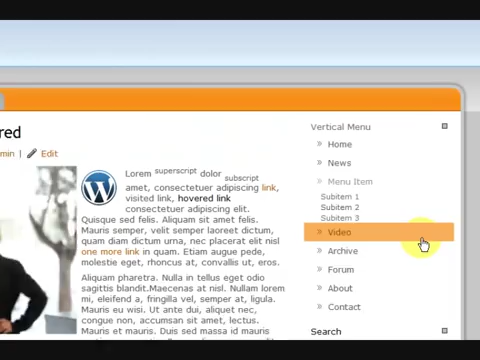 red
min | Edit
Lorem superscript dolor subscript
amet, consectetuer adipiscing link,
visited link, hovered link
consectetuer adipiscing elit.
Quisque sed felis. Aliquam sit amet felis.
Mauris semper, velit semper laoreet dictum,
quam diam dictum urna, nec placerat elit nisl
one more link in quam. Etiam augue pede,
molestie eget, rhoncus at, convallis ut, eros.
Aliquam pharetra. Nulla in tellus eget odio
sagittis blandit.Maecenas at nisl. Nullam lorem
mi, eleifend a, fringilla vel, semper at, ligula.
Mauris eu wisi. Ut ante dui, aliquet nec,
congue non, accumsan sit amet, lectus.
Mauris et mauris. Duis sed massa id mauris
Vertical Menu
» Home
» News
» Menu Item
Subitem 1
Subitem 2
Subitem 3
» Video
» Archive
» Forum
» About
» Contact
Search